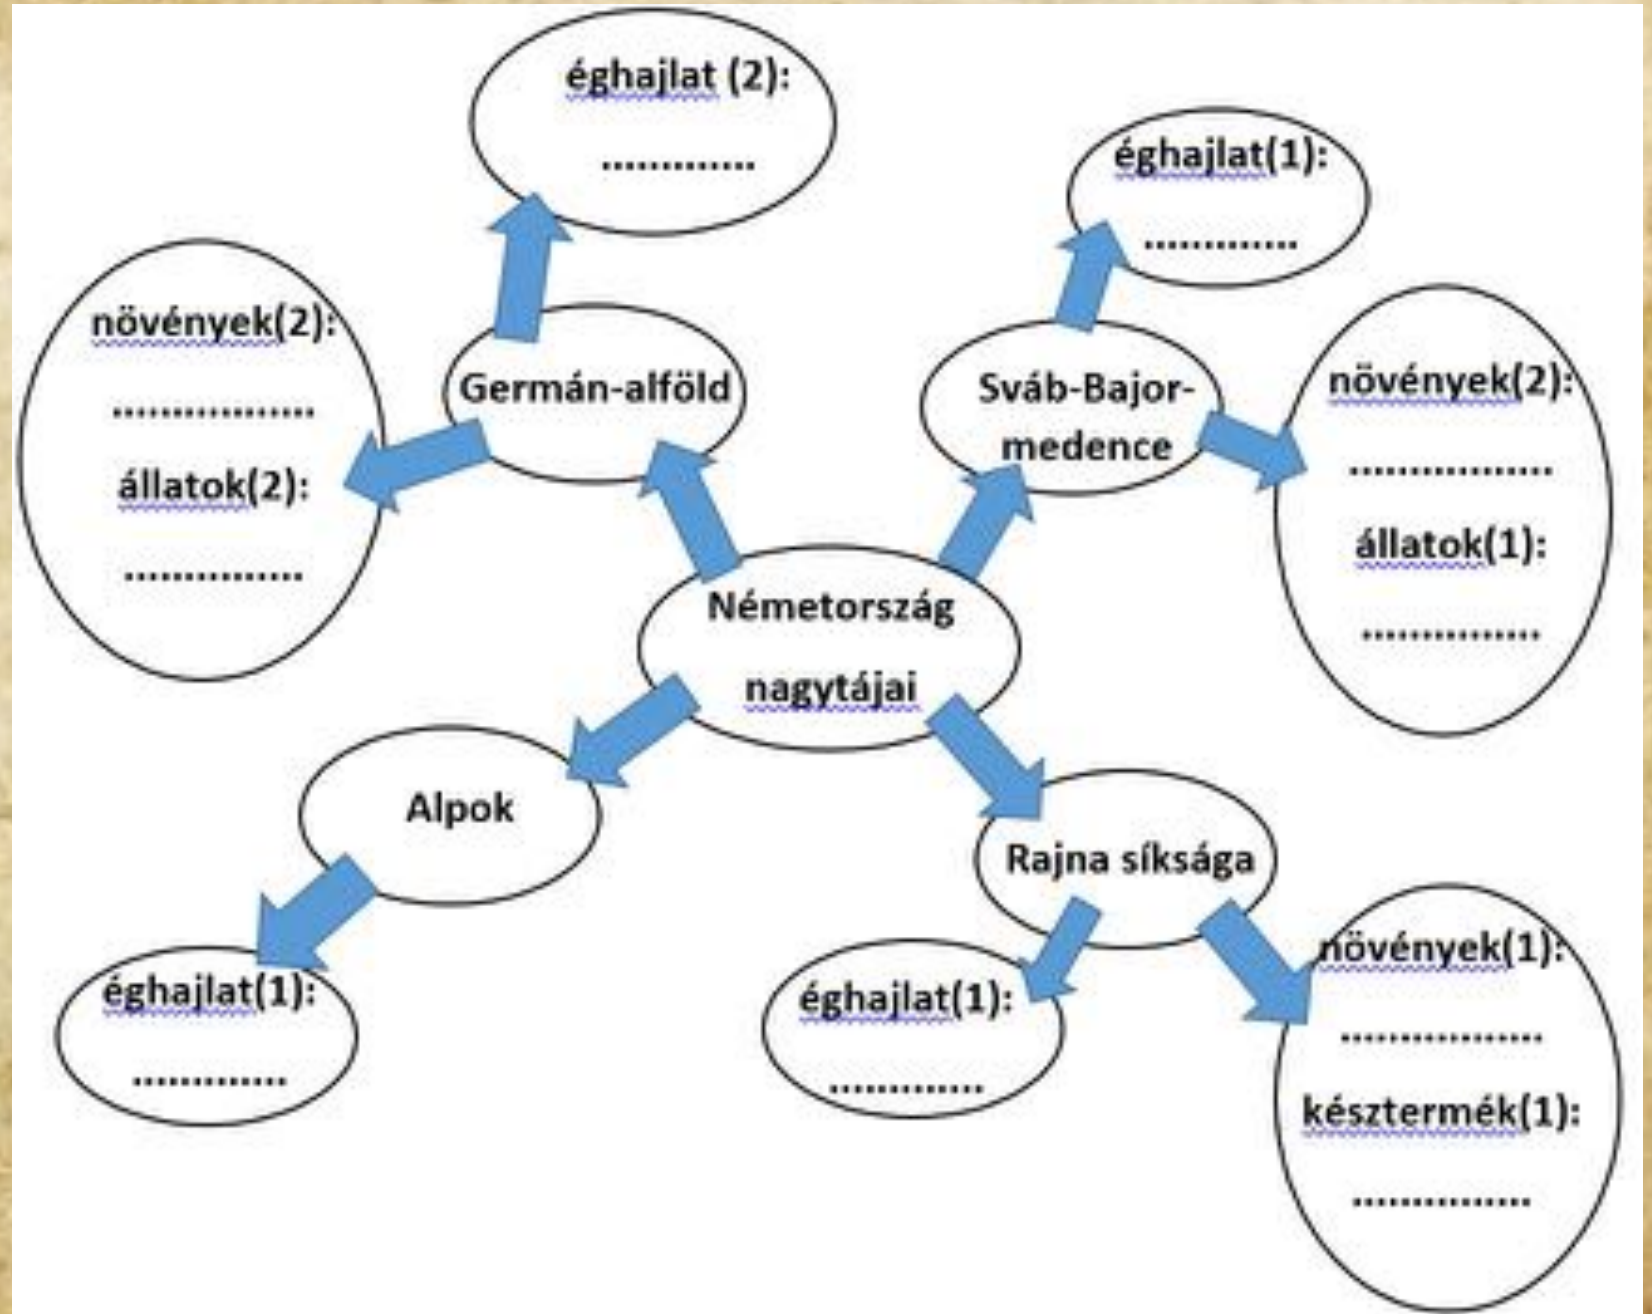 éghajlat (2):
.............
éghajlat(1):
.............
növények(2):
.................
állatok(2):
...............
Germán-alföld
Sváb-Bajor-
medence
növények(2):
.................
állatok(1):
...............
Németország
nagytájai
Alpok
Rajna síksága
éghajlat(1):
.............
éghajlat(1):
.............
növények(1):
.................
késztermék(1):
...............